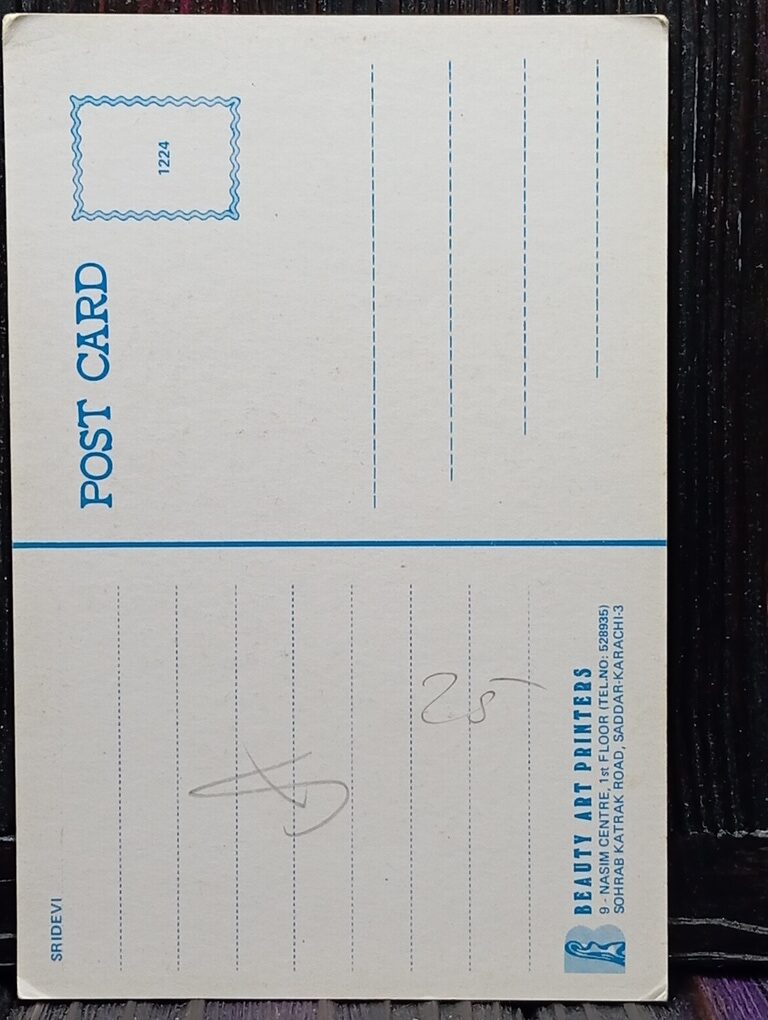 SRIDEVI
POST CARD
1224
25
BEAUTY ART PRINTERS
9 - NASIM CENTRE, 1st FLOOR (TEL.NO: 528935)
SOHRAB KATRAK ROAD, SADDAR-KARACHI-3